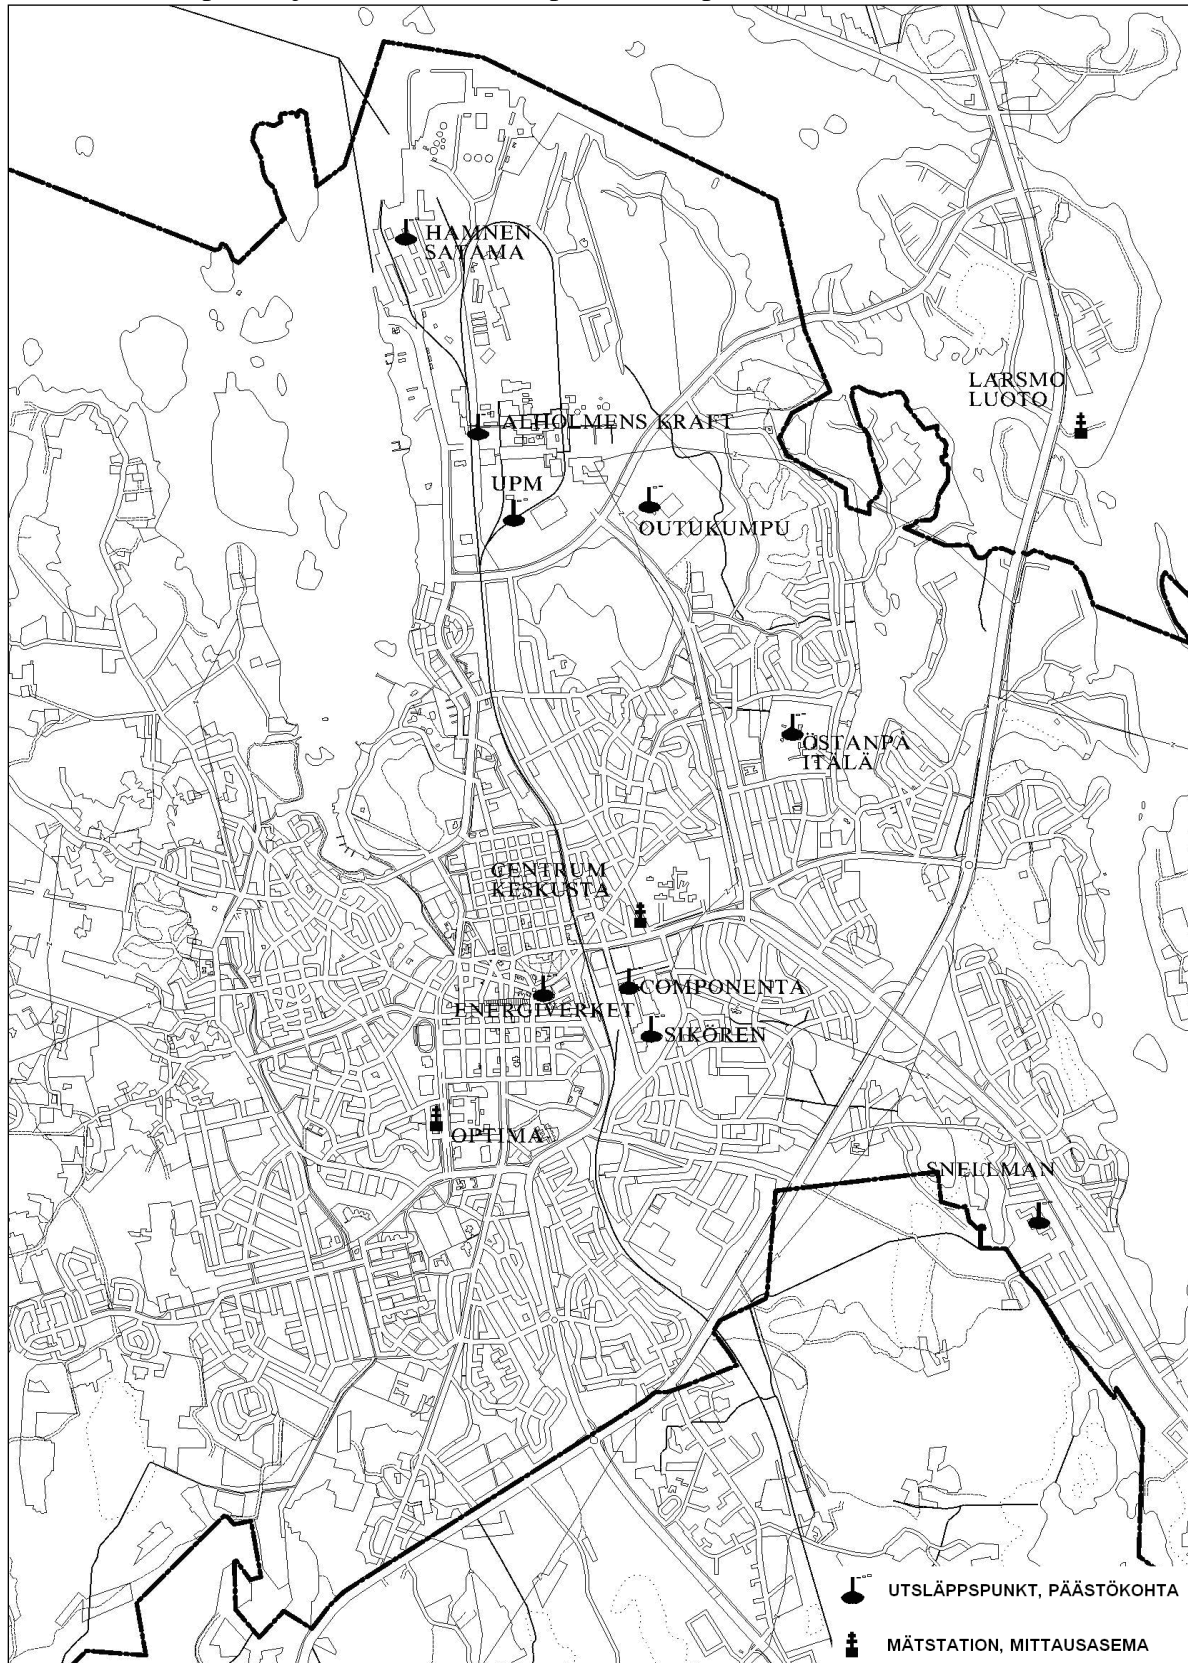 HAMNEN
SATAMA
LARSMO
LUOTO
ALHOLMENS KRAFT
UPM
OUTUKUMPU
ÖSTANPÅ
ITÄLÄ
CENTRUM
KESKUSTA
COMPONENTA
ENERGIVERKET
SIKÖREN
OPTIMA
SNELLMAN
UTSLÄPPSPUNKT, PÄÄSTÖKOHTA
MÄTSTATION, MITTAUSASEMA